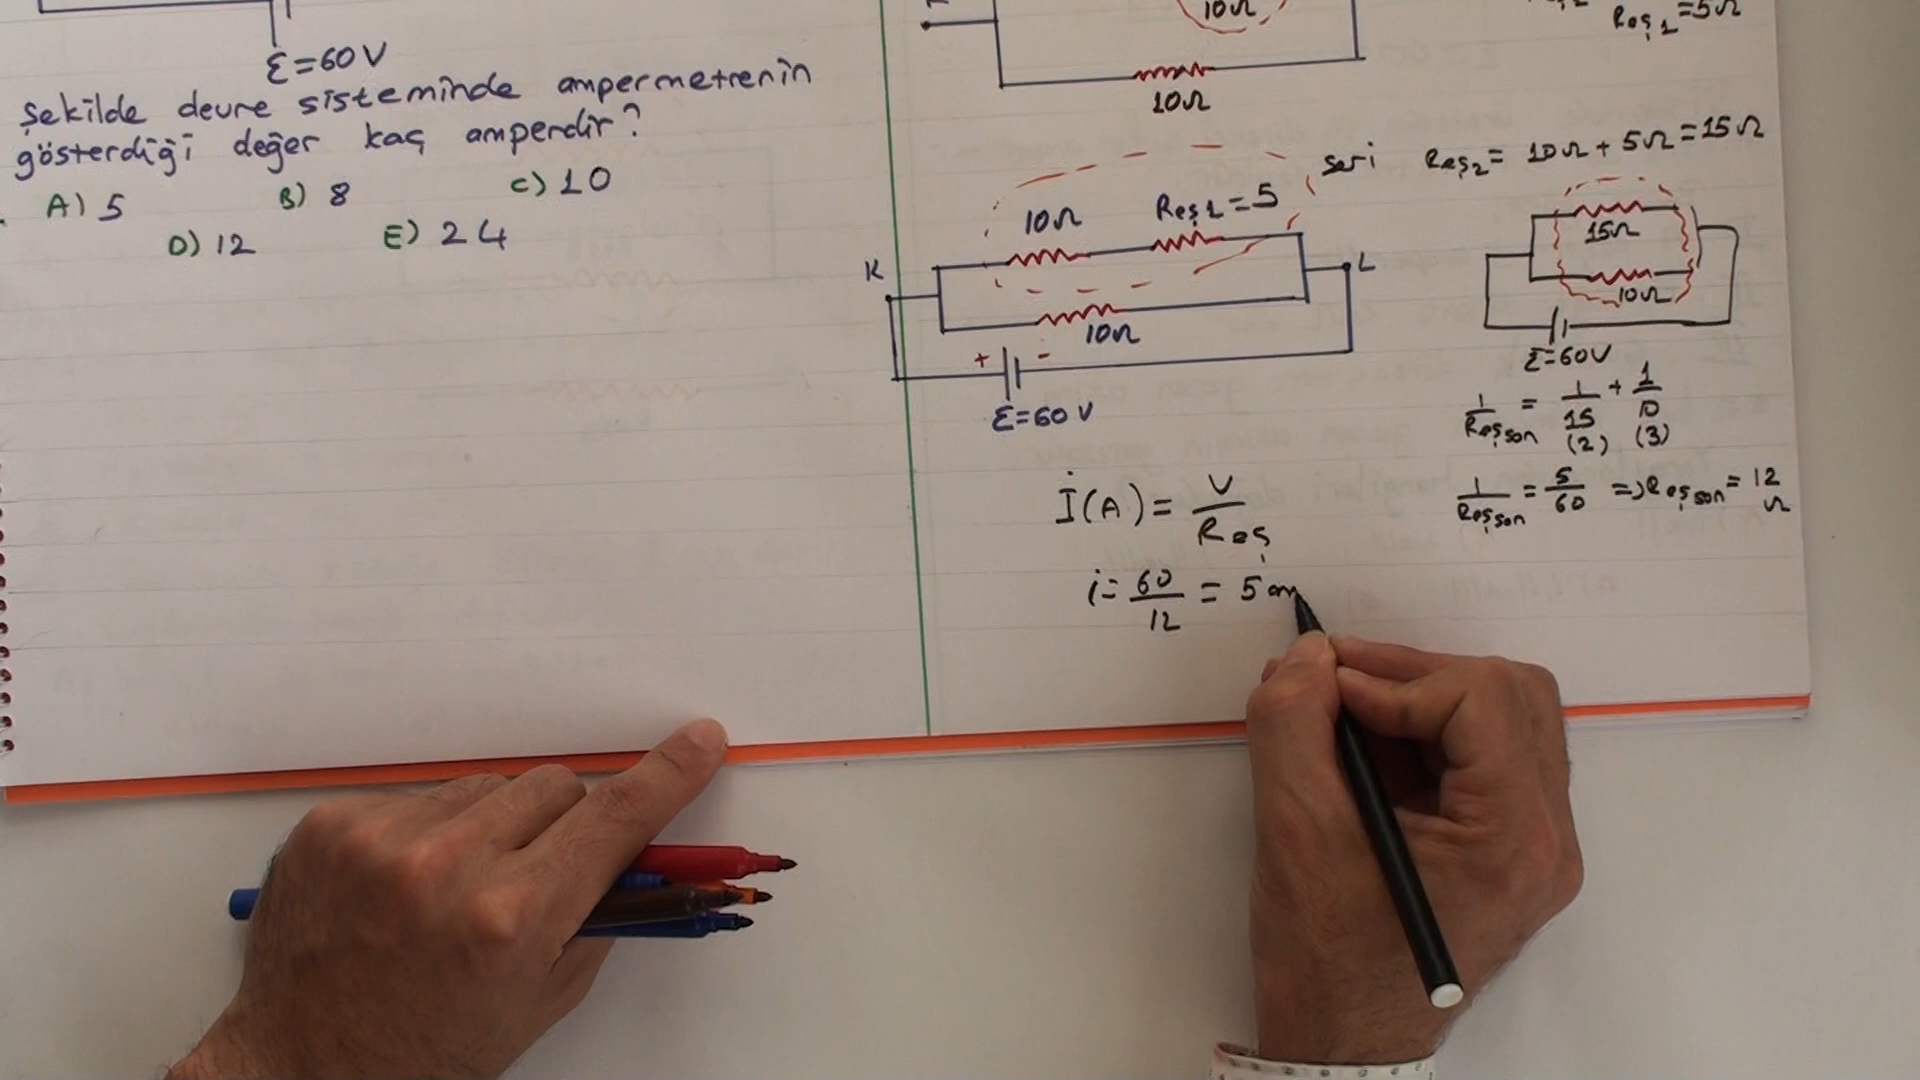 ε=60V
Şekilde devre sisteminde ampermetrenin
gösterdiği değer kaç amperdir?
A) 5 B) 8 C) 10
D) 12 E) 24
10Ω
10Ω
Reş1=5Ω
seri Reş2= 10Ω+5Ω=15Ω
10Ω Reş1=5
K L
10Ω
+ -
ε=60V
15Ω
10Ω
ε=60V
1/Reşson = 1/15 + 1/10
(2) (3)
1/Reşson = 5/60 => Reşson = 12 Ω
İ(A) = V/Reş
i = 60/12 = 5 am